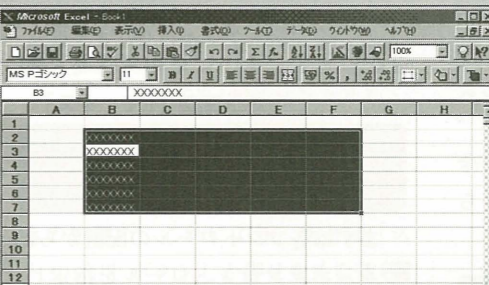 Microsoft Excel - Book1
ファイル(F) 編集(E) 表示(V) 挿入(I) 書式(O) ツール(T) データ(D) ウィンドウ(W) ヘルプ(H)
100%
MS Pゴシック 11 B I U % ,
B3 XXXXXXX
A B C D E F G H
1
2 XXXXXXX
3 XXXXXXX
4 XXXXXXX
5 XXXXXXX
6 XXXXXXX
7 XXXXXXX
8
9
10
11
12